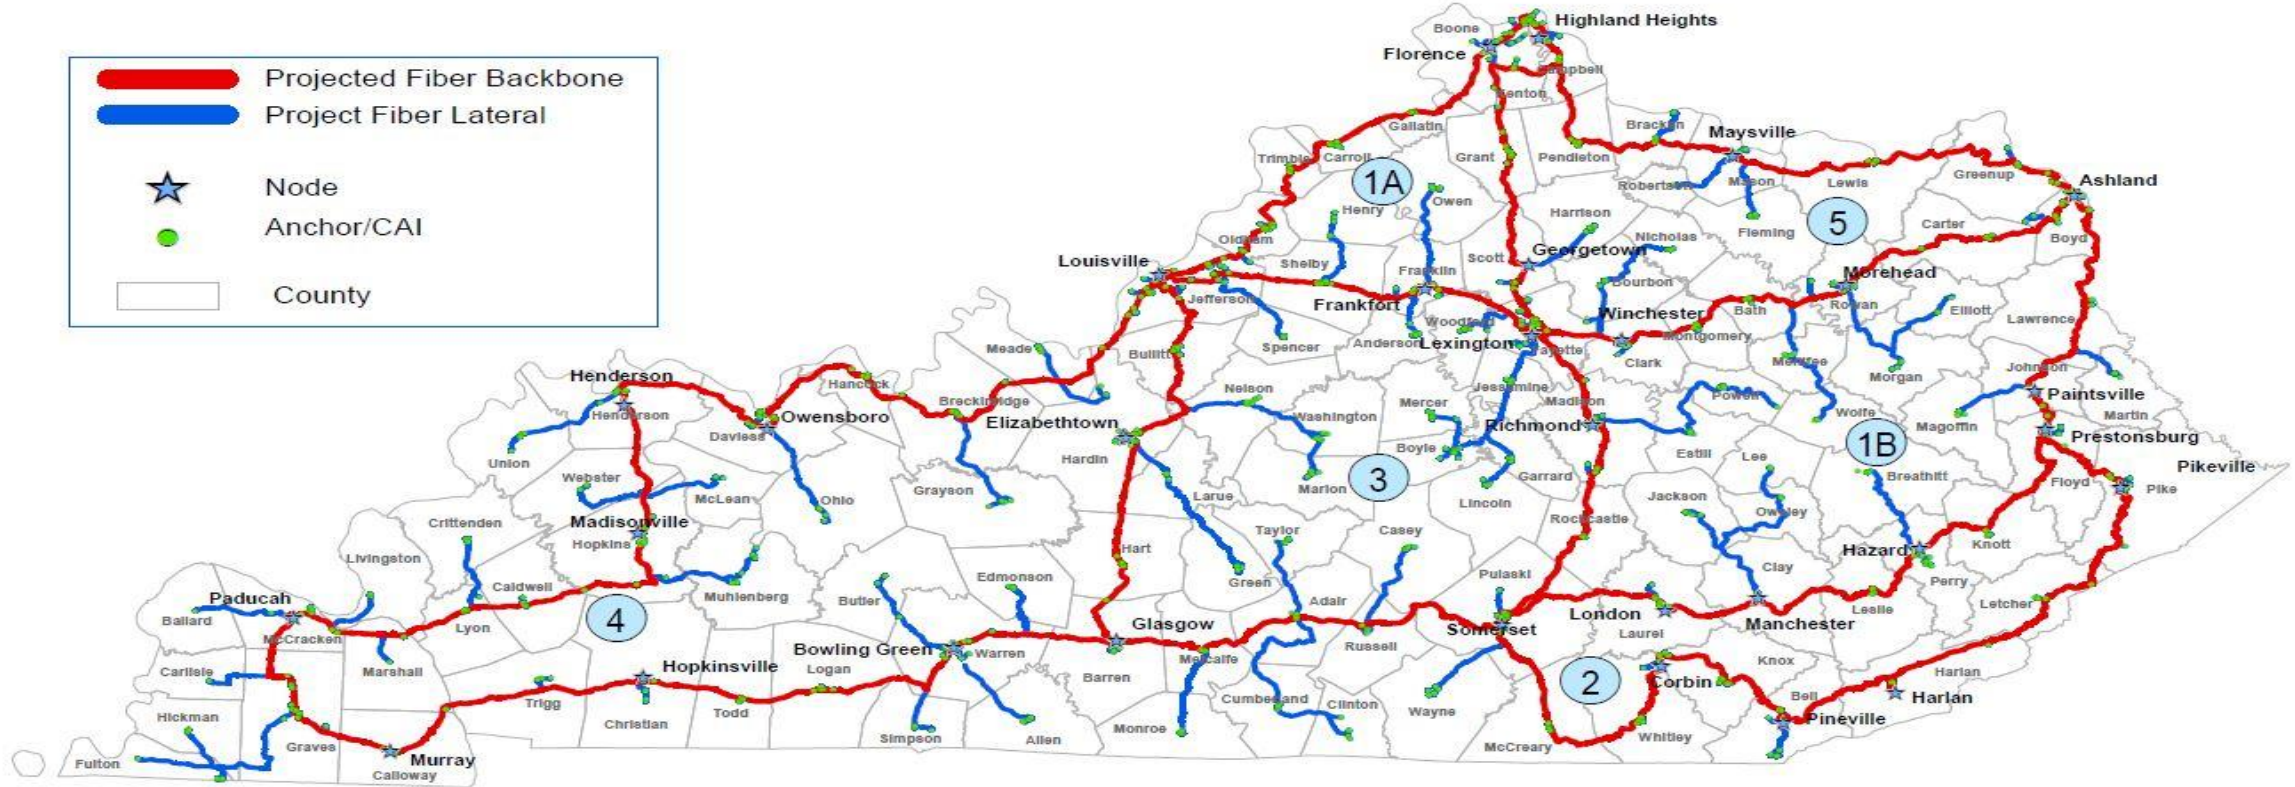 Projected Fiber Backbone
Project Fiber Lateral
Node
Anchor/CAI
County
Highland Heights
Boone
Florence
Campbell
Kenton
Gallatin
Bracken
Maysville
Trimble
Carroll
Grant
Pendleton
1A
Robertson
Mason
Lewis
Greenup
Ashland
Owen
Henry
Harrison
5
Fleming
Carter
Boyd
Oldham
Nicholas
Georgetown
Louisville
Shelby
Franklin
Scott
Morehead
Bourbon
Jefferson
Frankfort
Rowan
Elliott
Lawrence
Woodford
Winchester
Bath
Montgomery
Spencer
Anderson
Lexington
Fayette
Clark
Meade
Bullitt
Menifee
Morgan
Johnson
Henderson
Hancock
Nelson
Jessamine
Powell
Paintsville
Breckinridge
Mercer
Madison
Wolfe
Martin
Henderson
Owensboro
Elizabethtown
Washington
Richmond
Magoffin
Daviess
Prestonsburg
1B
Boyle
Estill
Lee
Union
Hardin
Pikeville
Webster
McLean
Ohio
Grayson
Larue
Marion
3
Garrard
Breathitt
Floyd
Pike
Lincoln
Jackson
Owsley
Crittenden
Madisonville
Taylor
Casey
Rockcastle
Hopkins
Livingston
Hart
Hazard
Knott
Caldwell
Edmonson
Green
Pulaski
Clay
Perry
Paducah
Muhlenberg
Butler
Adair
Leslie
Letcher
Ballard
4
London
Lyon
Glasgow
Somerset
Manchester
McCracken
Laurel
Bowling Green
Warren
Russell
Marshall
Hopkinsville
Logan
Metcalfe
Knox
Carlisle
Barren
2
Corbin
Harlan
Trigg
Cumberland
Clinton
Wayne
Bell
Harlan
Hickman
Todd
Christian
Monroe
Pineville
Graves
Simpson
Allen
McCreary
Whitley
Fulton
Murray
Calloway